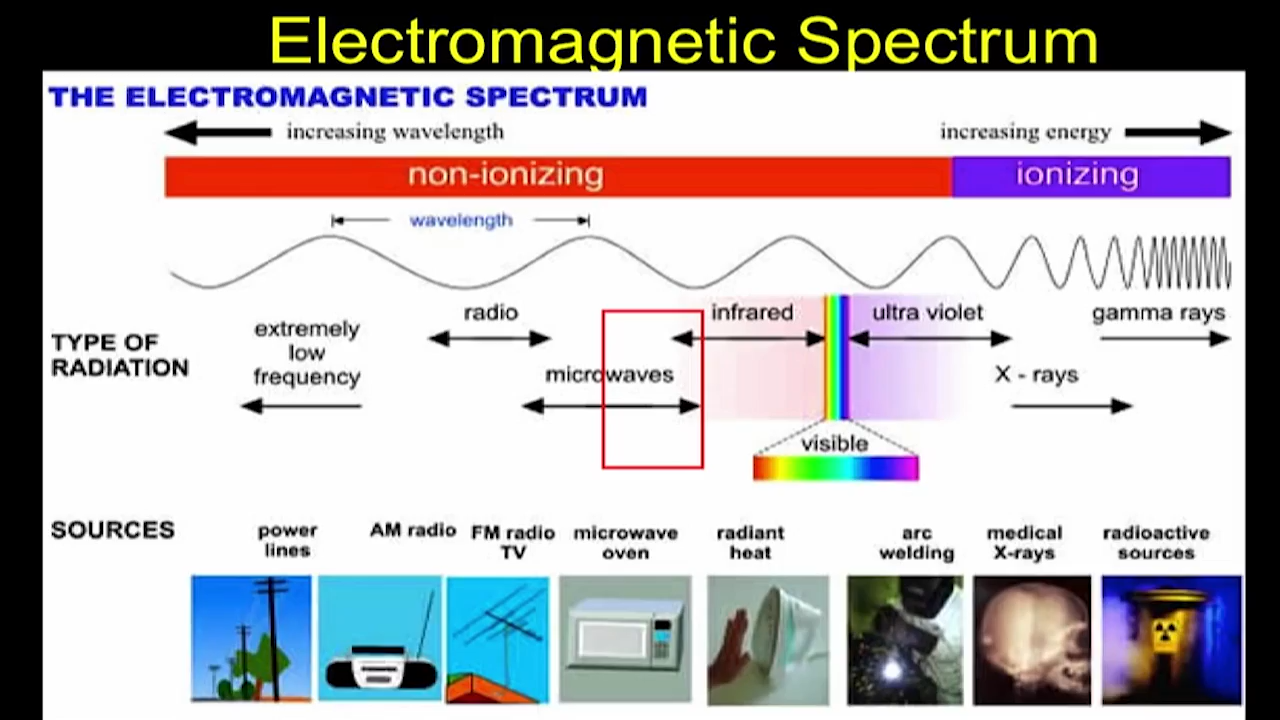 Electromagnetic Spectrum
THE ELECTROMAGNETIC SPECTRUM
increasing wavelength
increasing energy
non-ionizing
ionizing
wavelength
TYPE OF
RADIATION
extremely
low
frequency
radio
microwaves
infrared
visible
ultra violet
X - rays
gamma rays
SOURCES
power
lines
AM radio
FM radio
TV
microwave
oven
radiant
heat
arc
welding
medical
X-rays
radioactive
sources